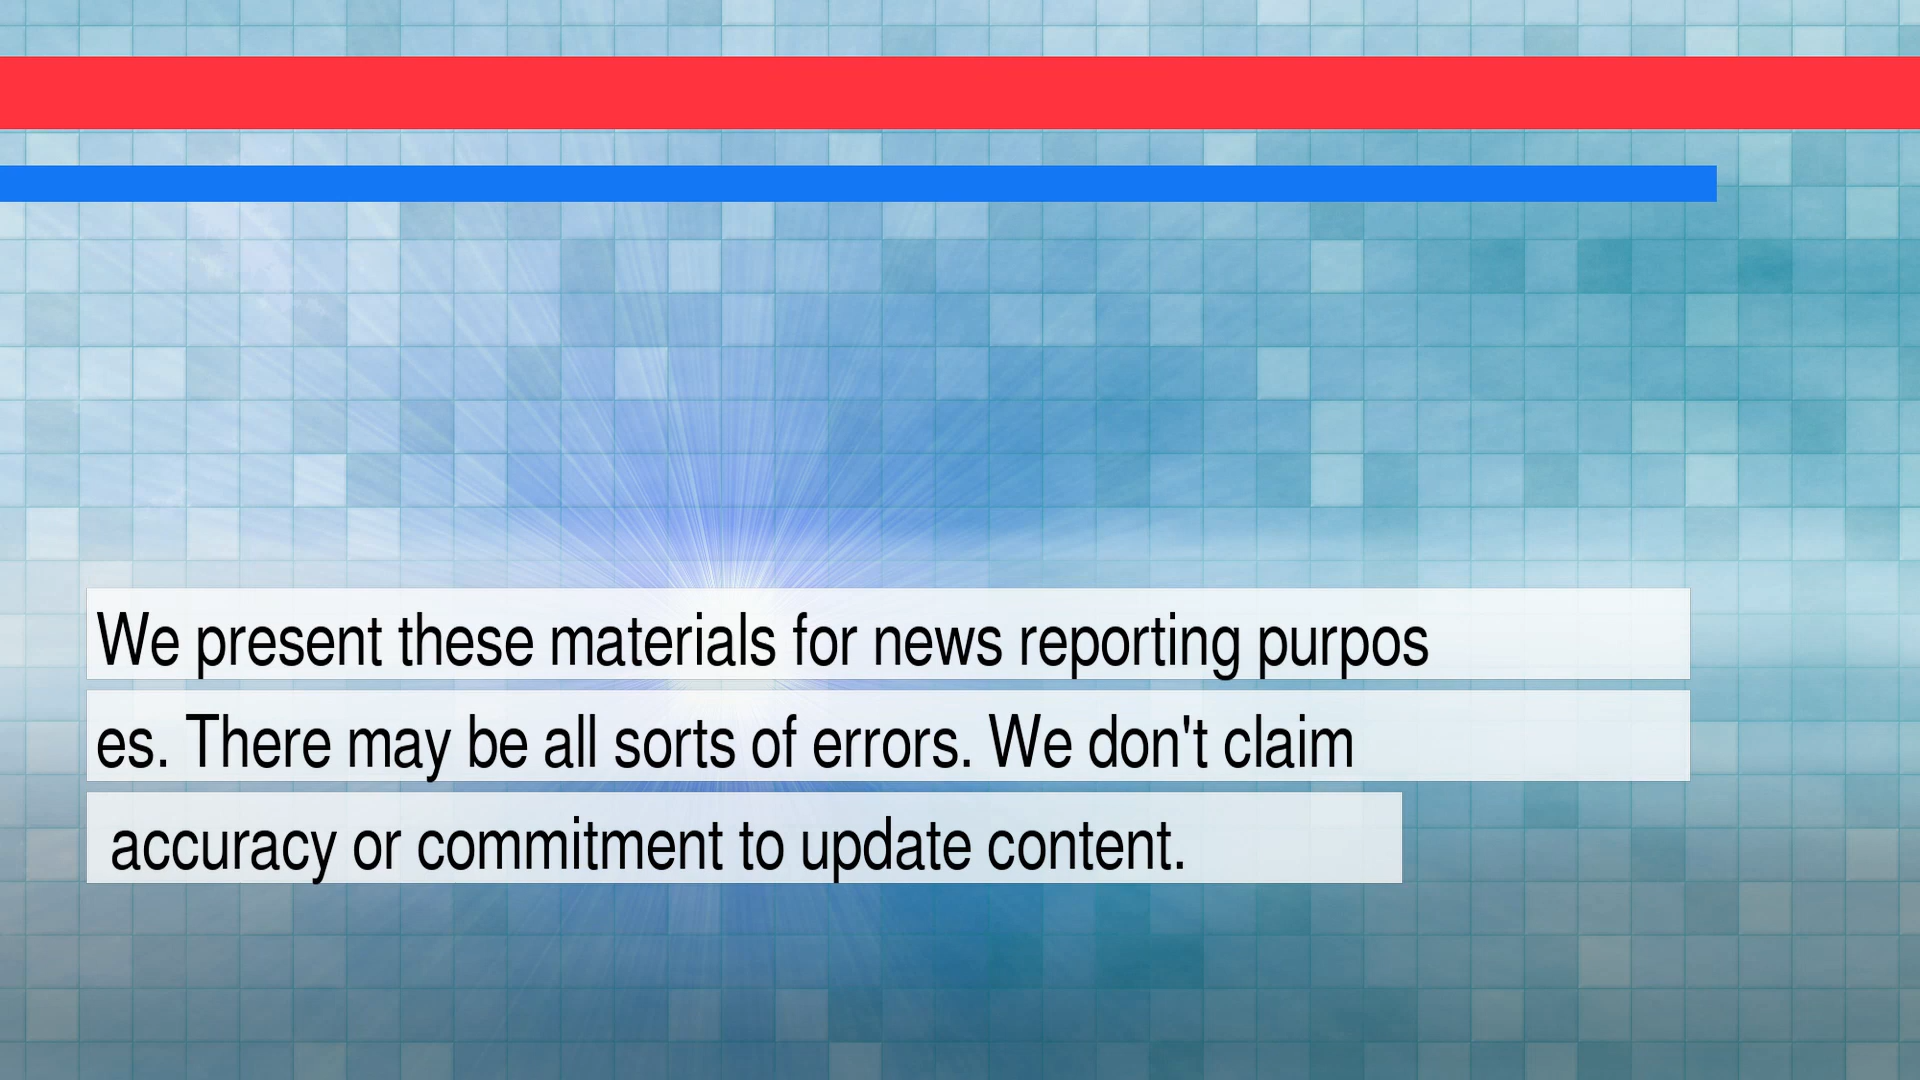 We present these materials for news reporting purpos
es. There may be all sorts of errors. We don't claim
accuracy or commitment to update content.